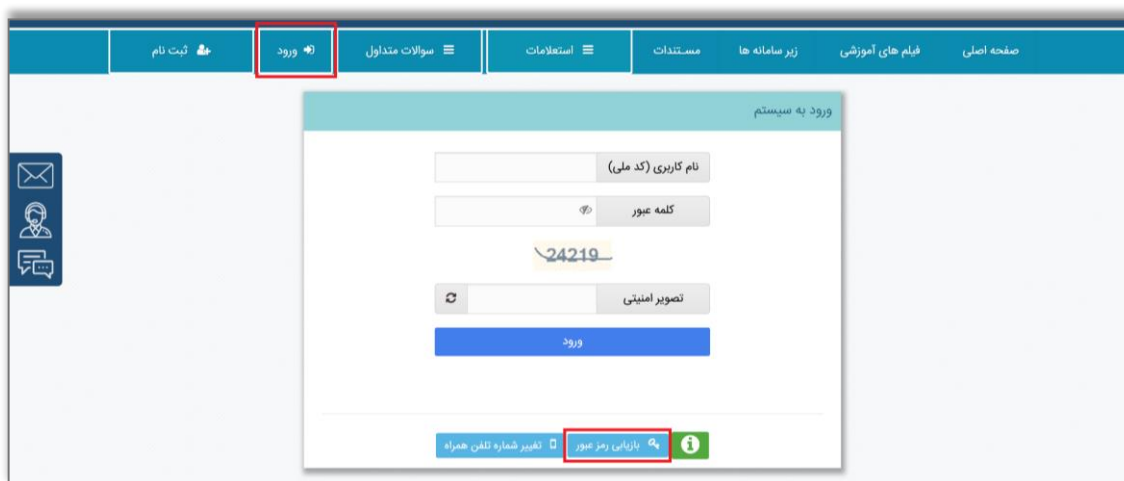 صفحه اصلی
فیلم های آموزشی
زیر سامانه ها
مستندات
استعلامات
سوالات متداول
ورود
ثبت نام
ورود به سیستم
نام کاربری (کد ملی)
کلمه عبور
24219
تصویر امنیتی
ورود
بازیابی رمز عبور
تغییر شماره تلفن همراه